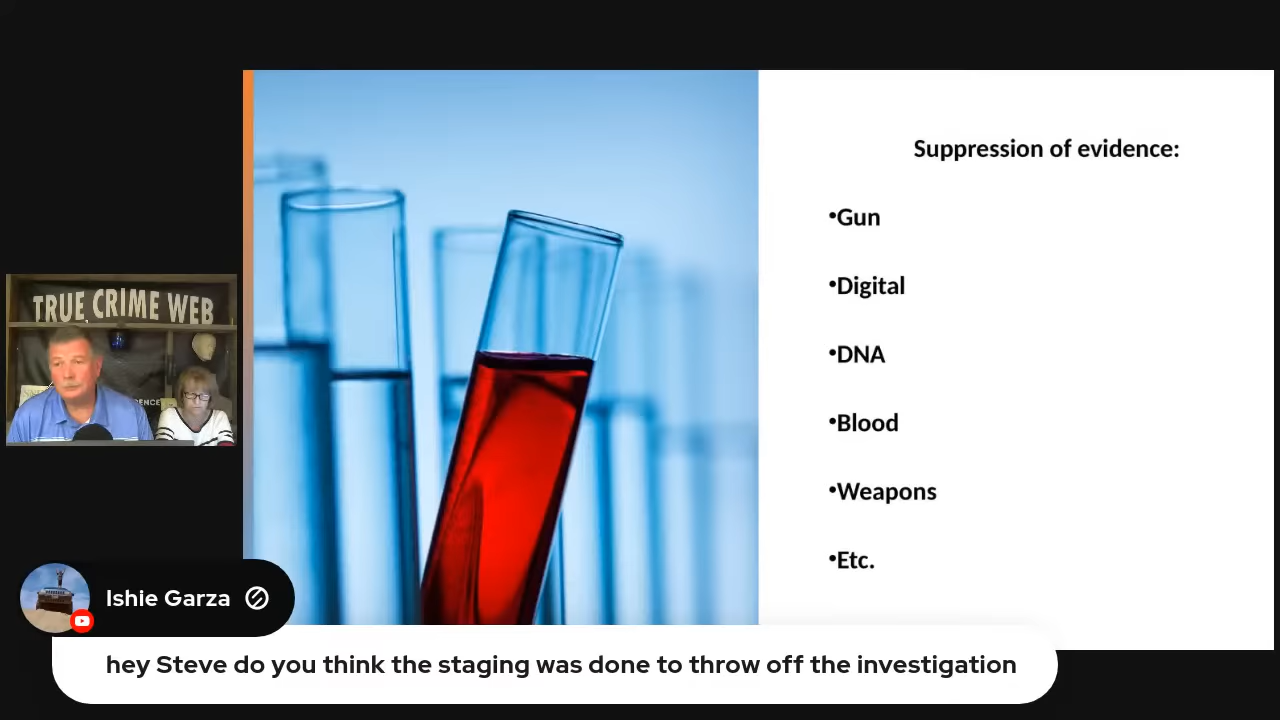 Suppression of evidence:
•Gun
•Digital
•DNA
•Blood
•Weapons
•Etc.
TRUE CRIME WEB
Ishie Garza
hey Steve do you think the staging was done to throw off the investigation